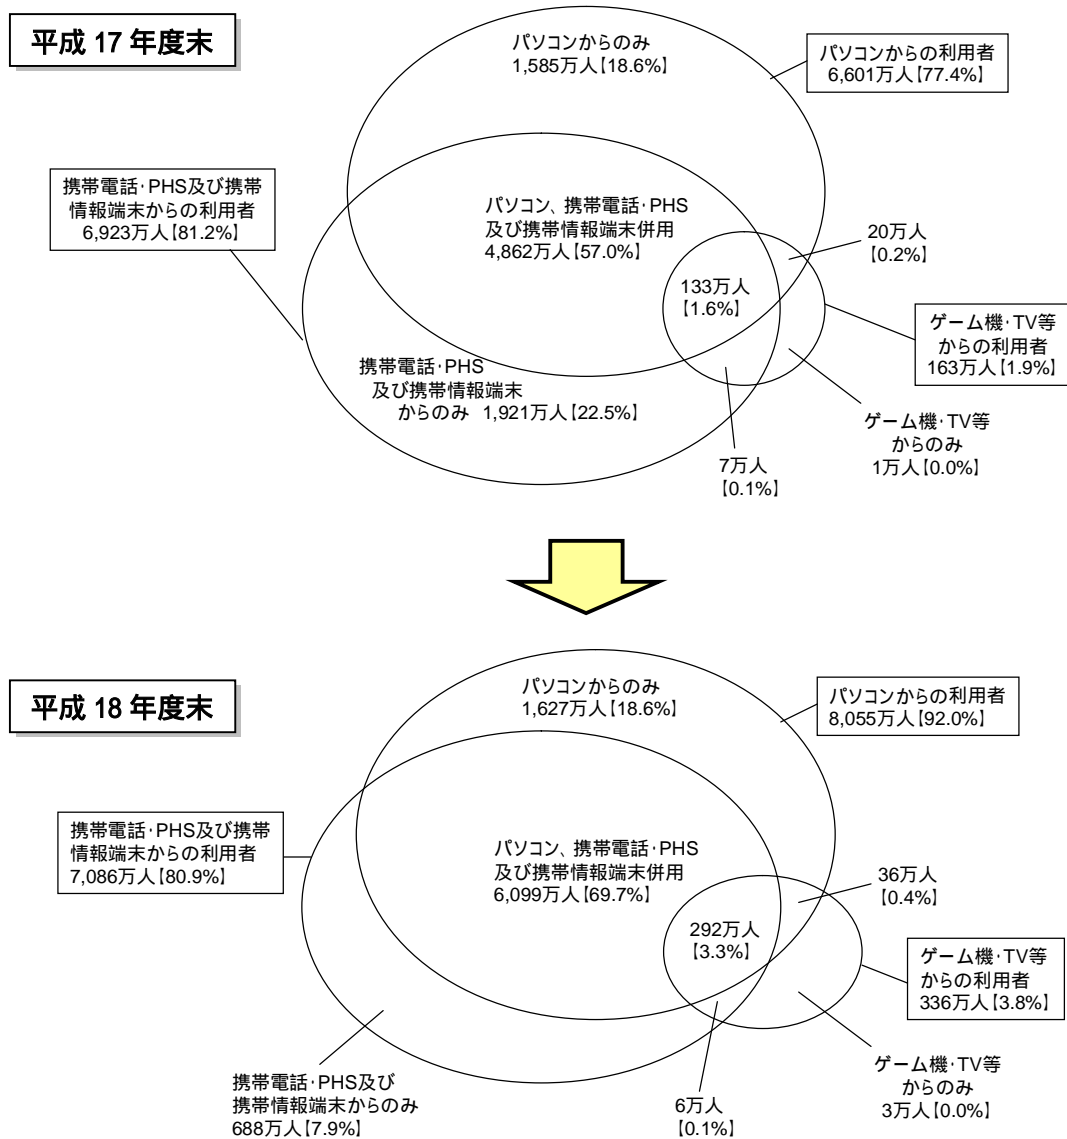 平成 17 年度末
パソコンからのみ
1,585万人【18.6%】
パソコンからの利用者
6,601万人【77.4%】
携帯電話・PHS及び携帯
情報端末からの利用者
6,923万人【81.2%】
パソコン、携帯電話・PHS
及び携帯情報端末併用
4,862万人【57.0%】
20万人
【0.2%】
133万人
【1.6%】
ゲーム機・TV等
からの利用者
163万人【1.9%】
携帯電話・PHS
及び携帯情報端末
からのみ 1,921万人【22.5%】
ゲーム機・TV等
からのみ
1万人【0.0%】
7万人
【0.1%】
平成 18 年度末
パソコンからのみ
1,627万人【18.6%】
パソコンからの利用者
8,055万人【92.0%】
携帯電話・PHS及び携帯
情報端末からの利用者
7,086万人【80.9%】
パソコン、携帯電話・PHS
及び携帯情報端末併用
6,099万人【69.7%】
36万人
【0.4%】
292万人
【3.3%】
ゲーム機・TV等
からの利用者
336万人【3.8%】
携帯電話・PHS及び
携帯情報端末からのみ
688万人【7.9%】
6万人
【0.1%】
ゲーム機・TV等
からのみ
3万人【0.0%】